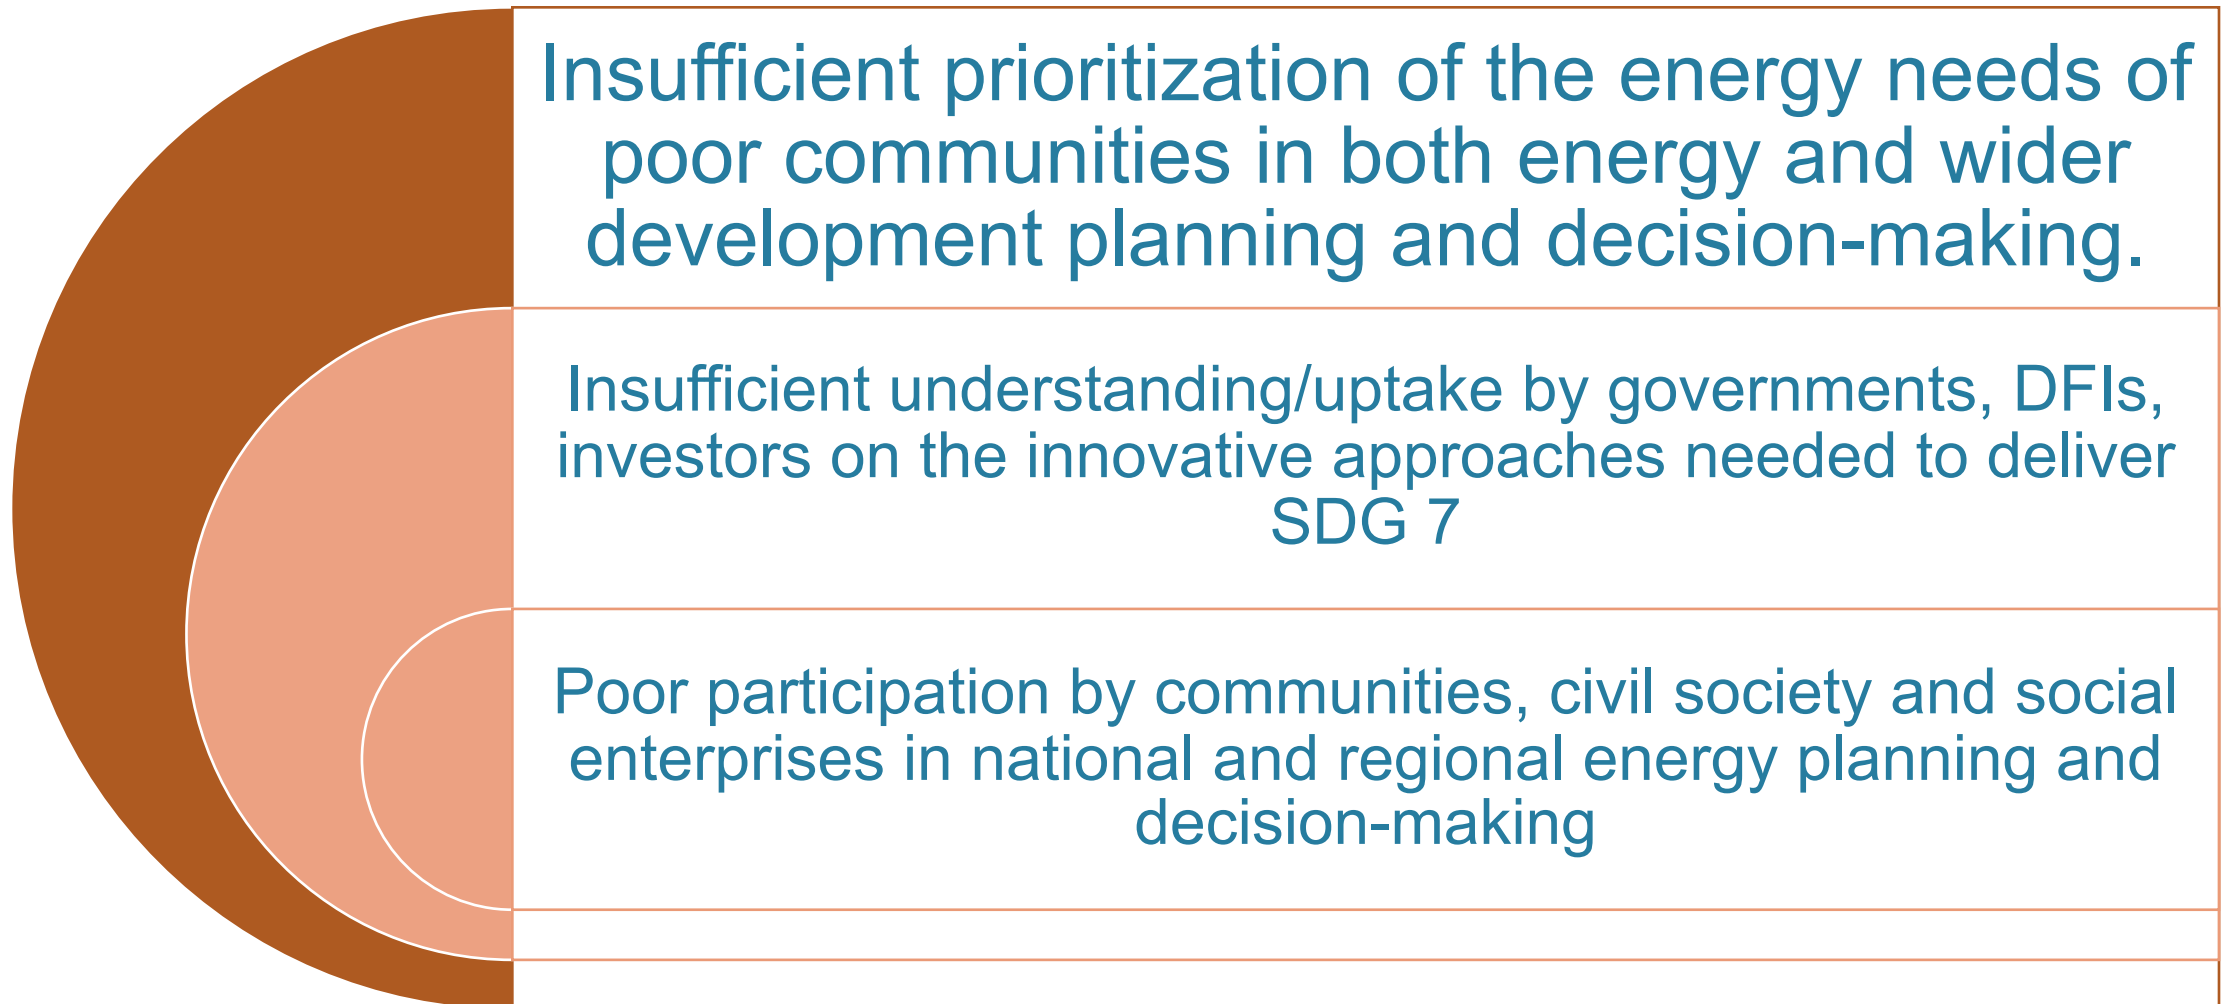 Insufficient prioritization of the energy needs of
poor communities in both energy and wider
development planning and decision-making.
Insufficient understanding/uptake by governments, DFIs,
investors on the innovative approaches needed to deliver
SDG 7
Poor participation by communities, civil society and social
enterprises in national and regional energy planning and
decision-making